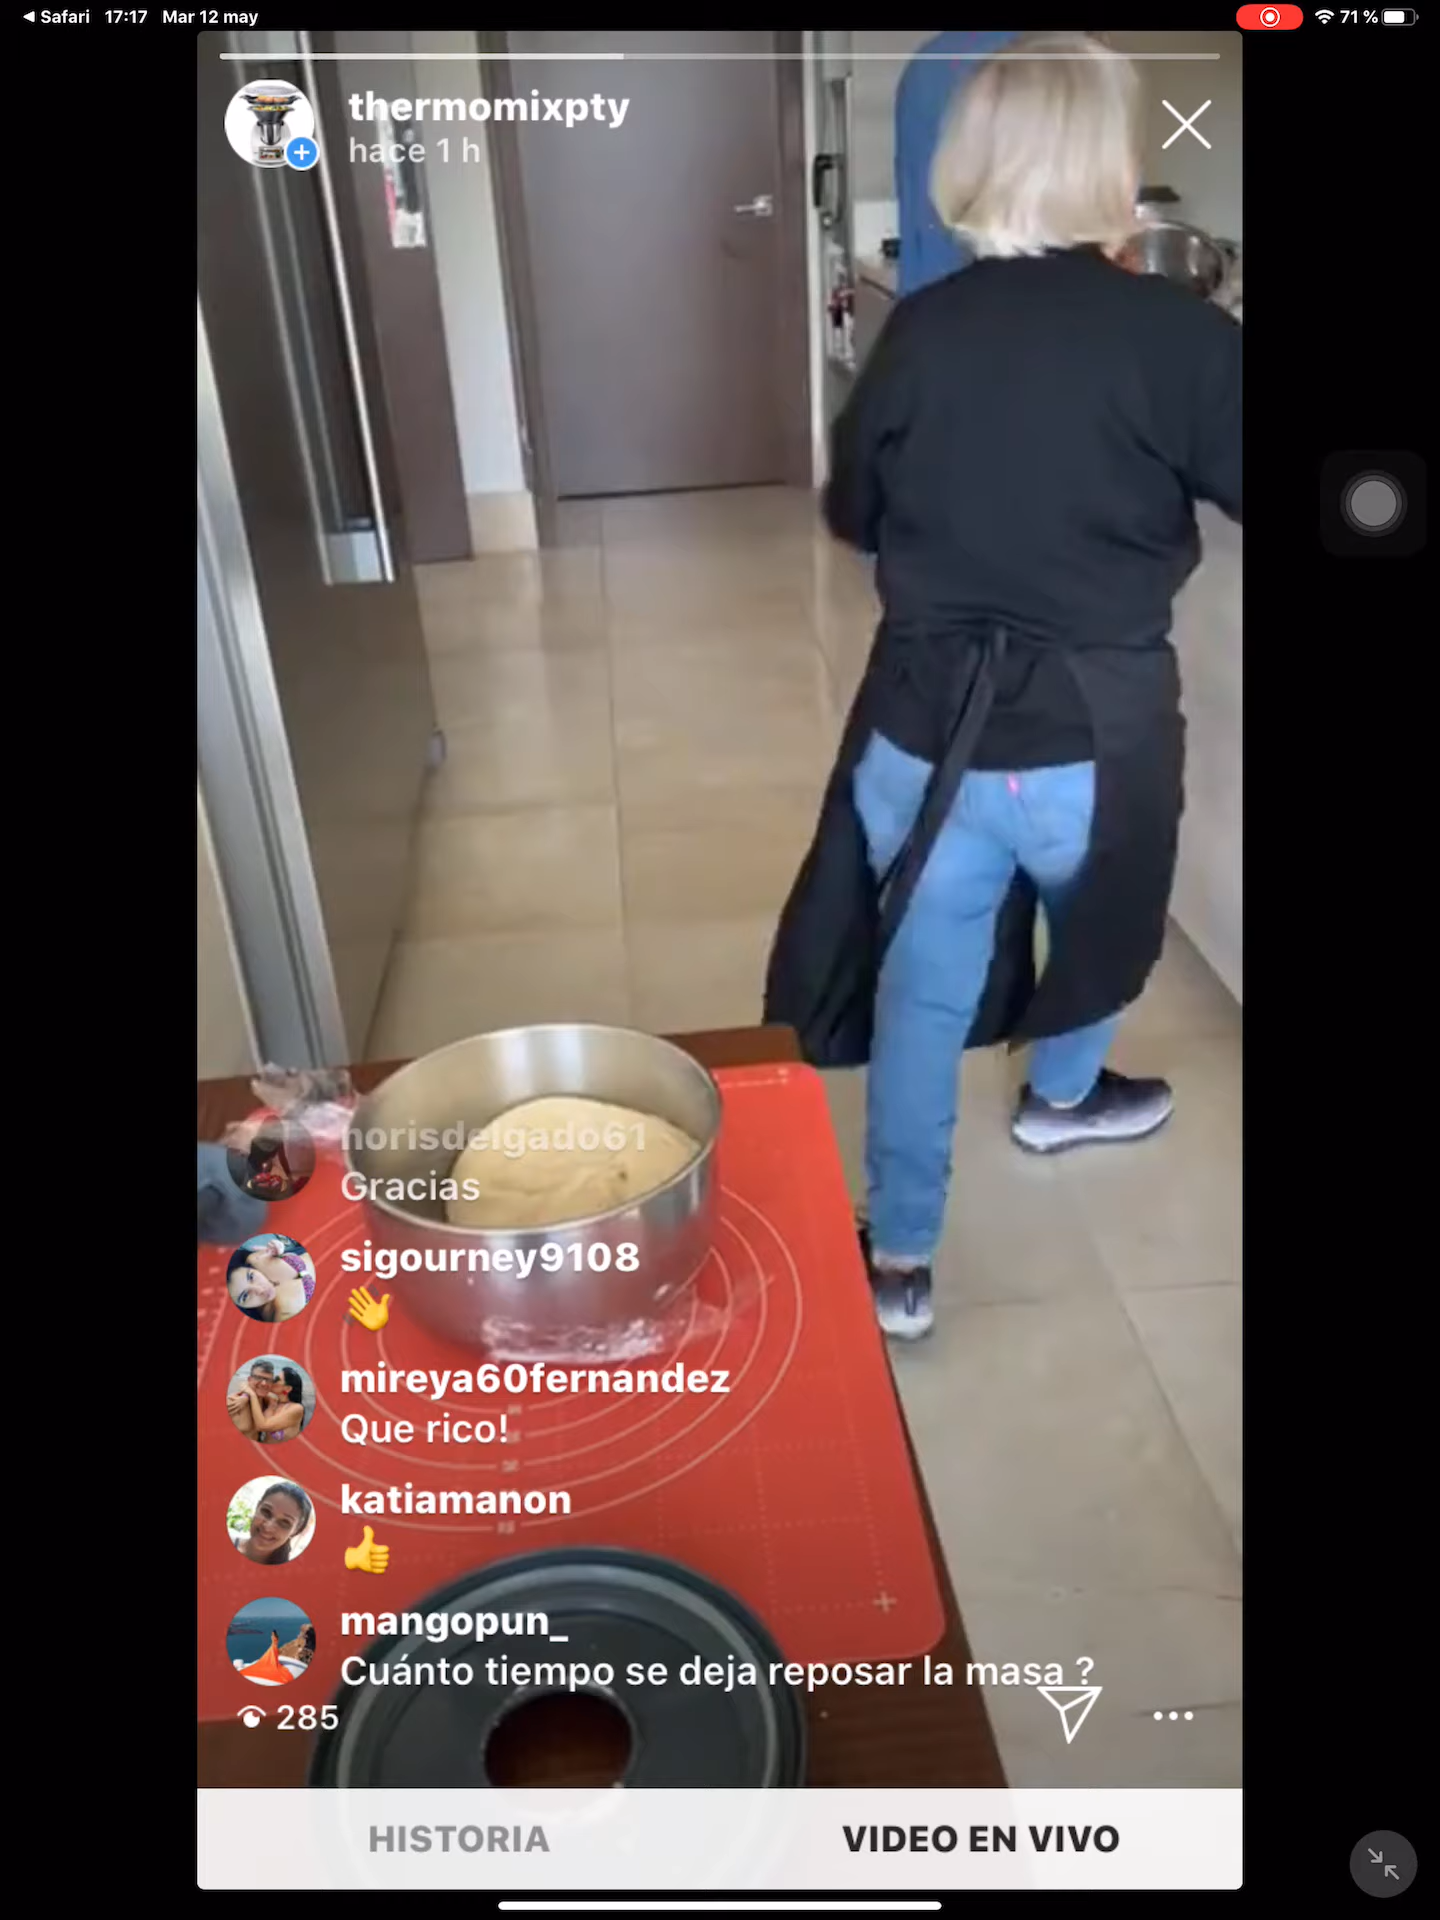 Safari 17:17 Mar 12 may
71 %
thermomixpty
hace 1 h
norisdelgado61
Gracias
sigourney9108
👋
mireya60fernandez
Que rico!
katiamanon
👍
mangopun_
Cuánto tiempo se deja reposar la masa ?
285
HISTORIA
VIDEO EN VIVO